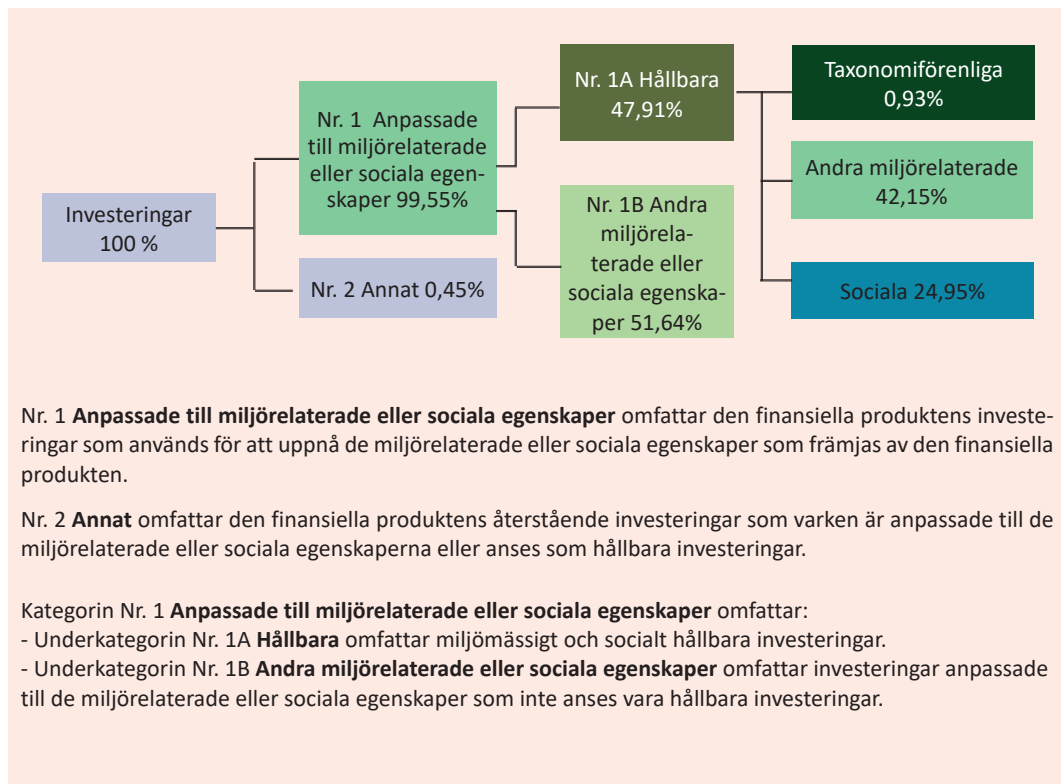 Investeringar
100 %
Nr. 1 Anpassade
till miljörelaterade
eller sociala egen-
skaper 99,55%
Nr. 2 Annat 0,45%
Nr. 1A Hållbara
47,91%
Nr. 1B Andra
miljörela-
terade eller
sociala egenska-
per 51,64%
Taxonomiförenliga
0,93%
Andra miljörelaterade
42,15%
Sociala 24,95%
Nr. 1 Anpassade till miljörelaterade eller sociala egenskaper omfattar den finansiella produktens investe-
ringar som används för att uppnå de miljörelaterade eller sociala egenskaper som främjas av den finansiella
produkten.
Nr. 2 Annat omfattar den finansiella produktens återstående investeringar som varken är anpassade till de
miljörelaterade eller sociala egenskaperna eller anses som hållbara investeringar.
Kategorin Nr. 1 Anpassade till miljörelaterade eller sociala egenskaper omfattar:
- Underkategorin Nr. 1A Hållbara omfattar miljömässigt och socialt hållbara investeringar.
- Underkategorin Nr. 1B Andra miljörelaterade eller sociala egenskaper omfattar investeringar anpassade
till de miljörelaterade eller sociala egenskaper som inte anses vara hållbara investeringar.